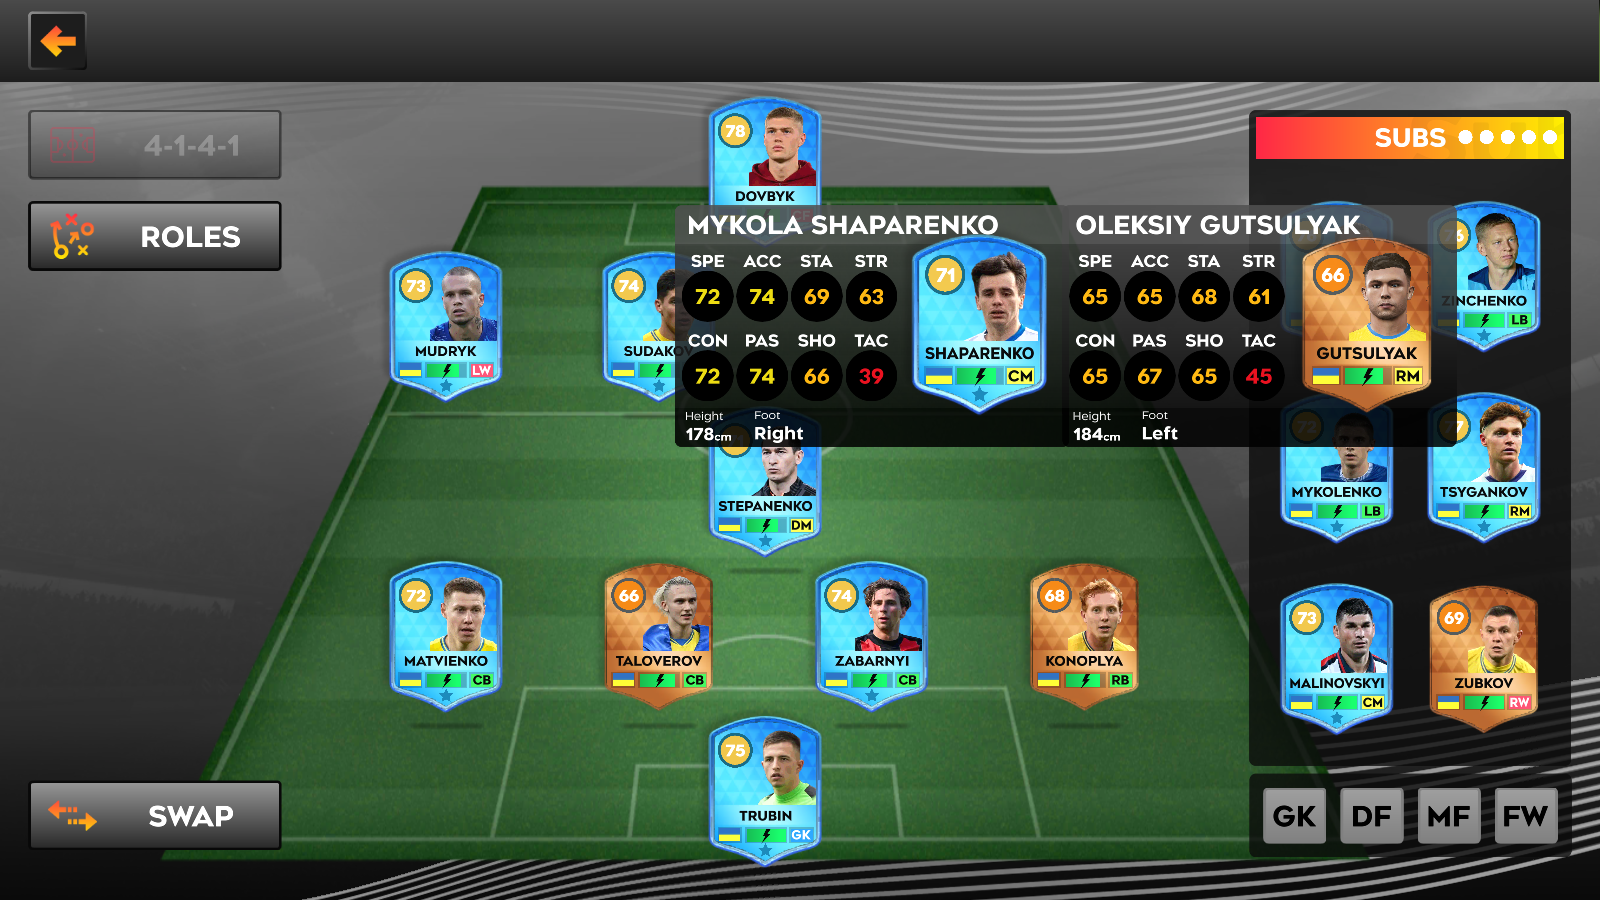 4-1-4-1
ROLES
SWAP
78
DOVBYK
CF
73
MUDRYK
LW
74
SUDAKOV
MYKOLA SHAPARENKO
SPE ACC STA STR
72 74 69 63
CON PAS SHO TAC
72 74 66 39
Height Foot
178cm Right
71
SHAPARENKO
CM
OLEKSIY GUTSULYAK
SPE ACC STA STR
65 65 68 61
CON PAS SHO TAC
65 67 65 45
Height Foot
184cm Left
66
GUTSULYAK
RM
STEPANENKO
DM
72
MATVIENKO
CB
66
TALOVEROV
CB
74
ZABARNYI
CB
68
KONOPLYA
RB
75
TRUBIN
GK
SUBS
ZINCHENKO
LB
72
MYKOLENKO
LB
77
TSYGANKOV
RM
73
MALINOVSKYI
CM
69
ZUBKOV
RW
GK DF MF FW